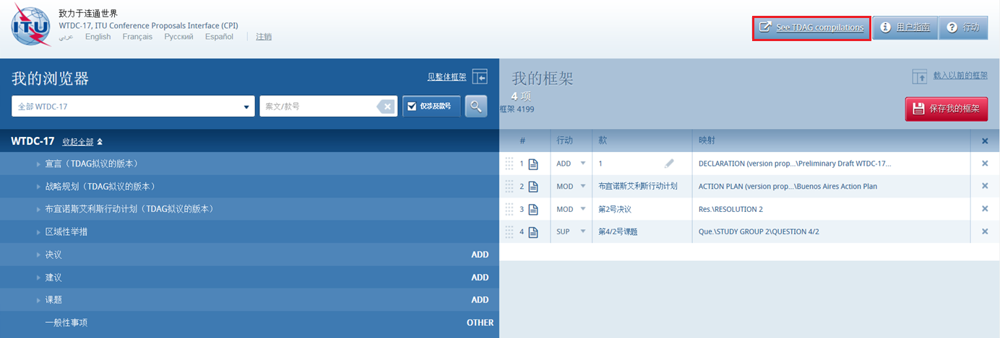 ITU
致力于连通世界
WTDC-17, ITU Conference Proposals Interface (CPI)
عربي English Français Русский Español 注销
See TDAG compilations
用户指南
行动
我的浏览器
见整体框架
全部 WTDC-17
案文/款号
仅涉及款号
WTDC-17 收起全部
宣言（TDAG拟议的版本）
战略规划（TDAG拟议的版本）
布宜诺斯艾利斯行动计划（TDAG拟议的版本）
区域性举措
决议 ADD
建议 ADD
课题 ADD
一般性事项 OTHER
我的框架
4 项
框架 4199
载入以前的框架
保存我的框架
# 行动 款 映射
1 ADD 1 DECLARATION (version prop...\Preliminary Draft WTDC-17...
2 MOD 布宜诺斯艾利斯行动计划 ACTION PLAN (version prop...\Buenos Aires Action Plan
3 MOD 第2号决议 Res.\RESOLUTION 2
4 SUP 第4/2号课题 Que.\STUDY GROUP 2\QUESTION 4/2